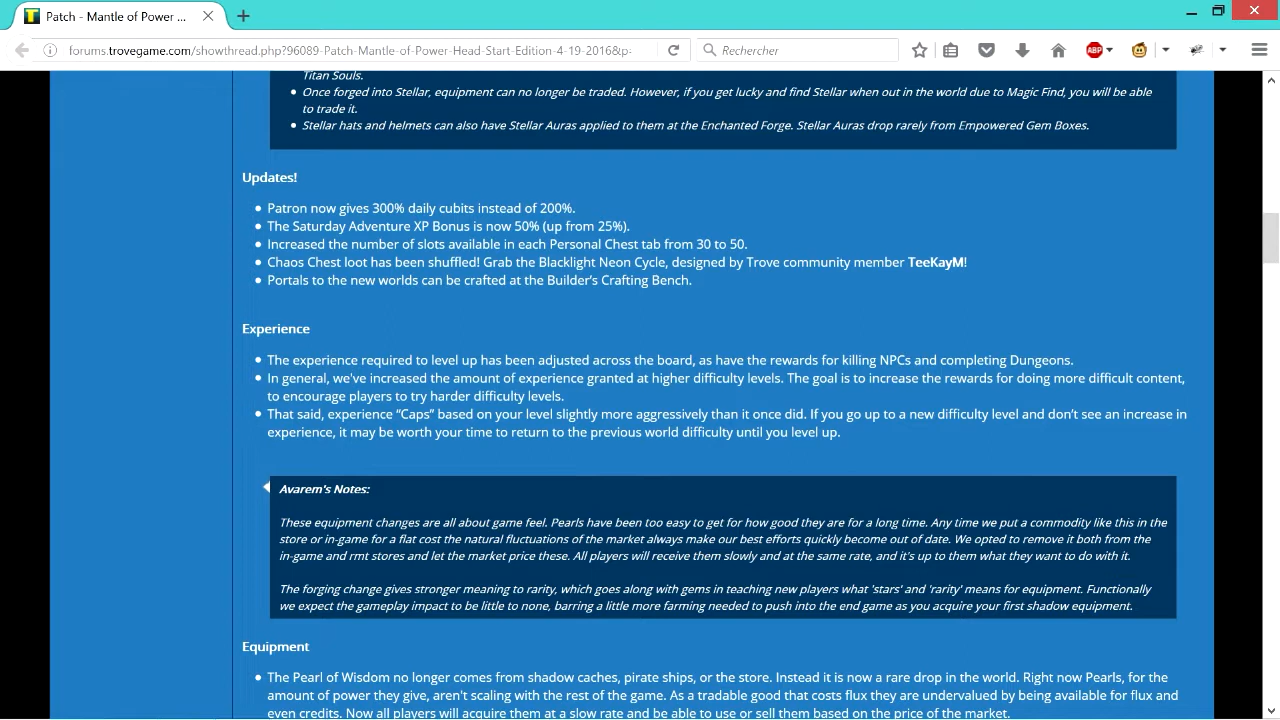 Patch - Mantle of Power ...
forums.trovegame.com/showthread.php?96089-Patch-Mantle-of-Power-Head-Start-Edition-4-19-2016&p=
Rechercher
ABP
Titan Souls.
Once forged into Stellar, equipment can no longer be traded. However, if you get lucky and find Stellar when out in the world due to Magic Find, you will be able
to trade it.
Stellar hats and helmets can also have Stellar Auras applied to them at the Enchanted Forge. Stellar Auras drop rarely from Empowered Gem Boxes.
Updates!
Patron now gives 300% daily cubits instead of 200%.
The Saturday Adventure XP Bonus is now 50% (up from 25%).
Increased the number of slots available in each Personal Chest tab from 30 to 50.
Chaos Chest loot has been shuffled! Grab the Blacklight Neon Cycle, designed by Trove community member TeeKayM!
Portals to the new worlds can be crafted at the Builder's Crafting Bench.
Experience
The experience required to level up has been adjusted across the board, as have the rewards for killing NPCs and completing Dungeons.
In general, we've increased the amount of experience granted at higher difficulty levels. The goal is to increase the rewards for doing more difficult content,
to encourage players to try harder difficulty levels.
That said, experience “Caps” based on your level slightly more aggressively than it once did. If you go up to a new difficulty level and don't see an increase in
experience, it may be worth your time to return to the previous world difficulty until you level up.
Avarem's Notes:
These equipment changes are all about game feel. Pearls have been too easy to get for how good they are for a long time. Any time we put a commodity like this in the
store or in-game for a flat cost the natural fluctuations of the market always make our best efforts quickly become out of date. We opted to remove it both from the
in-game and rmt stores and let the market price these. All players will receive them slowly and at the same rate, and it's up to them what they want to do with it.
The forging change gives stronger meaning to rarity, which goes along with gems in teaching new players what 'stars' and 'rarity' means for equipment. Functionally
we expect the gameplay impact to be little to none, barring a little more farming needed to push into the end game as you acquire your first shadow equipment.
Equipment
The Pearl of Wisdom no longer comes from shadow caches, pirate ships, or the store. Instead it is now a rare drop in the world. Right now Pearls, for the
amount of power they give, aren't scaling with the rest of the game. As a tradable good that costs flux they are undervalued by being available for flux and
even credits. Now all players will acquire them at a slow rate and be able to use or sell them based on the price of the market.